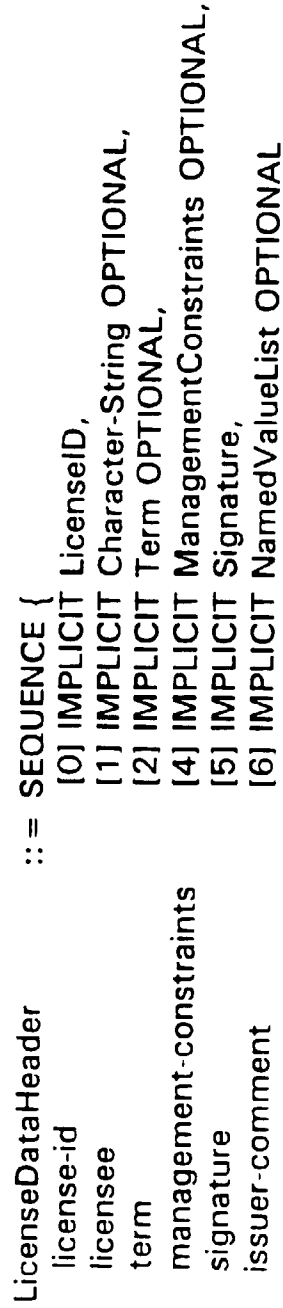 LicenseDataHeader ::= SEQUENCE {
license-id [0] IMPLICIT LicenseID,
licensee [1] IMPLICIT Character-String OPTIONAL,
term [2] IMPLICIT Term OPTIONAL,
management-constraints [4] IMPLICIT ManagementConstraints OPTIONAL,
signature [5] IMPLICIT Signature,
issuer-comment [6] IMPLICIT NamedValueList OPTIONAL